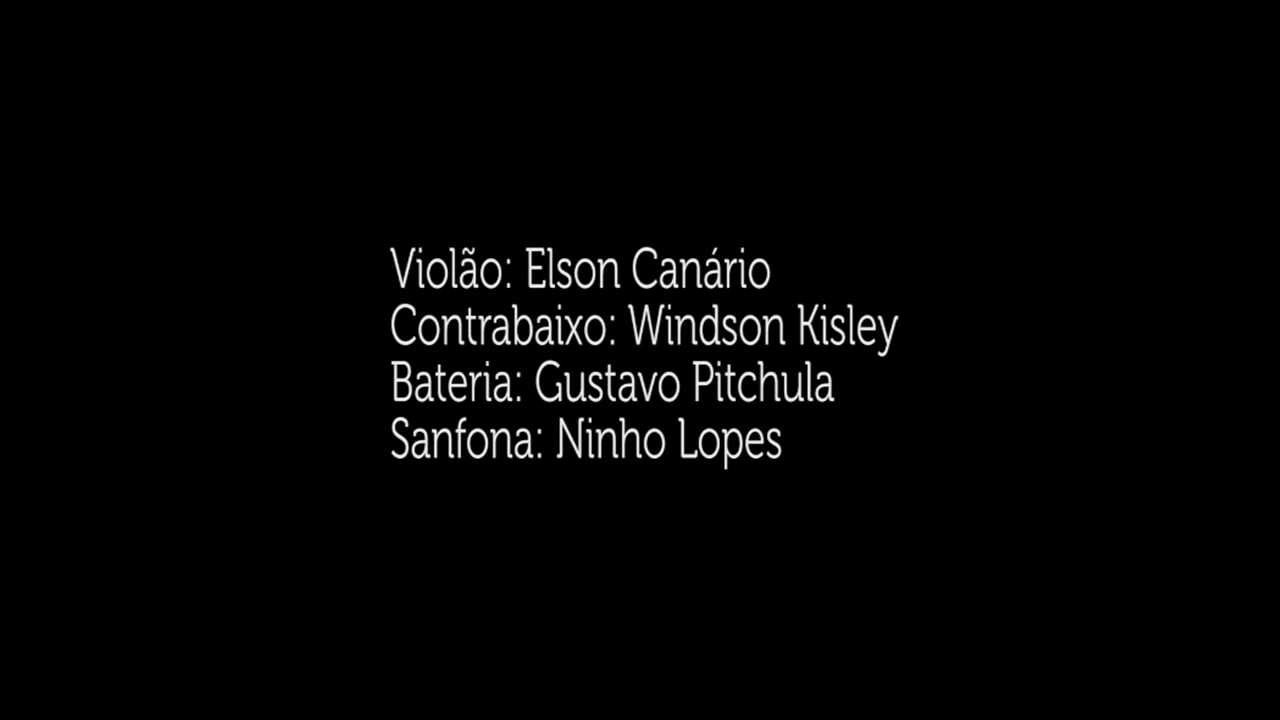 Violão: Elson Canário
Contrabaixo: Windson Kisley
Bateria: Gustavo Pitchula
Sanfona: Ninho Lopes